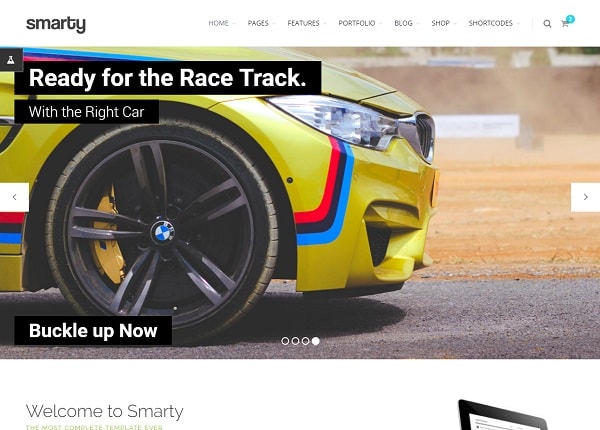 smarty
HOME PAGES FEATURES PORTFOLIO BLOG SHOP SHORTCODES
2
Ready for the Race Track.
With the Right Car
Buckle up Now
Welcome to Smarty
THE MOST COMPLETE TEMPLATE EVER